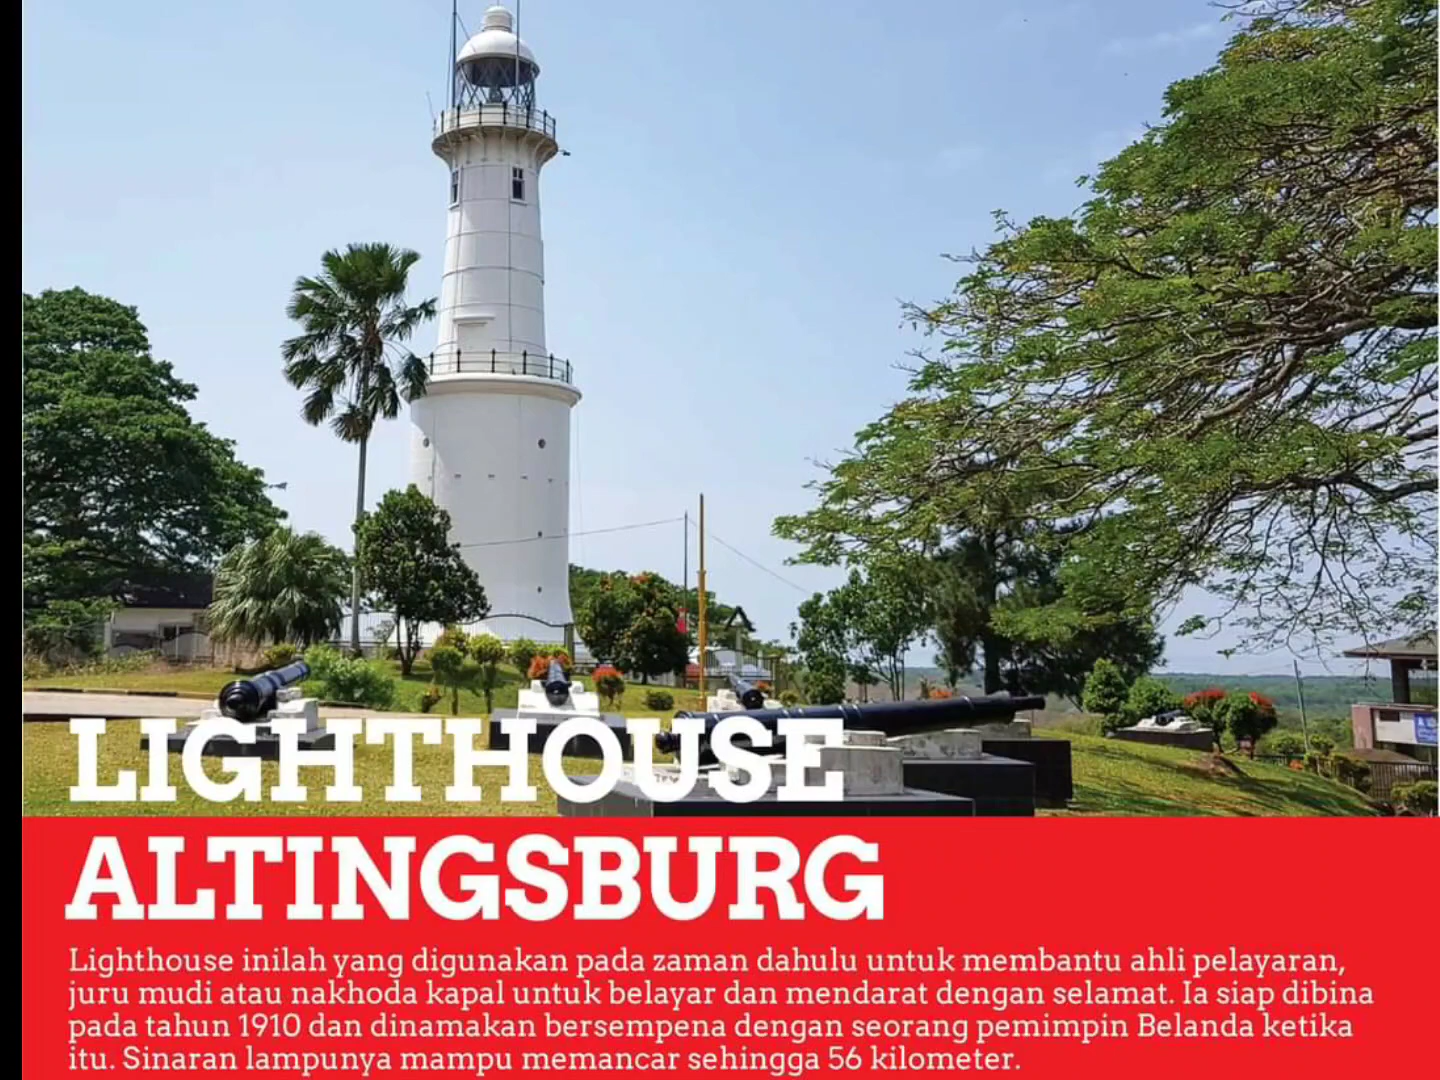 LIGHTHOUSE
ALTINGSBURG
Lighthouse inilah yang digunakan pada zaman dahulu untuk membantu ahli pelayaran,
juru mudi atau nakhoda kapal untuk belayar dan mendarat dengan selamat. Ia siap dibina
pada tahun 1910 dan dinamakan bersempena dengan seorang pemimpin Belanda ketika
itu. Sinaran lampunya mampu memancar sehingga 56 kilometer.